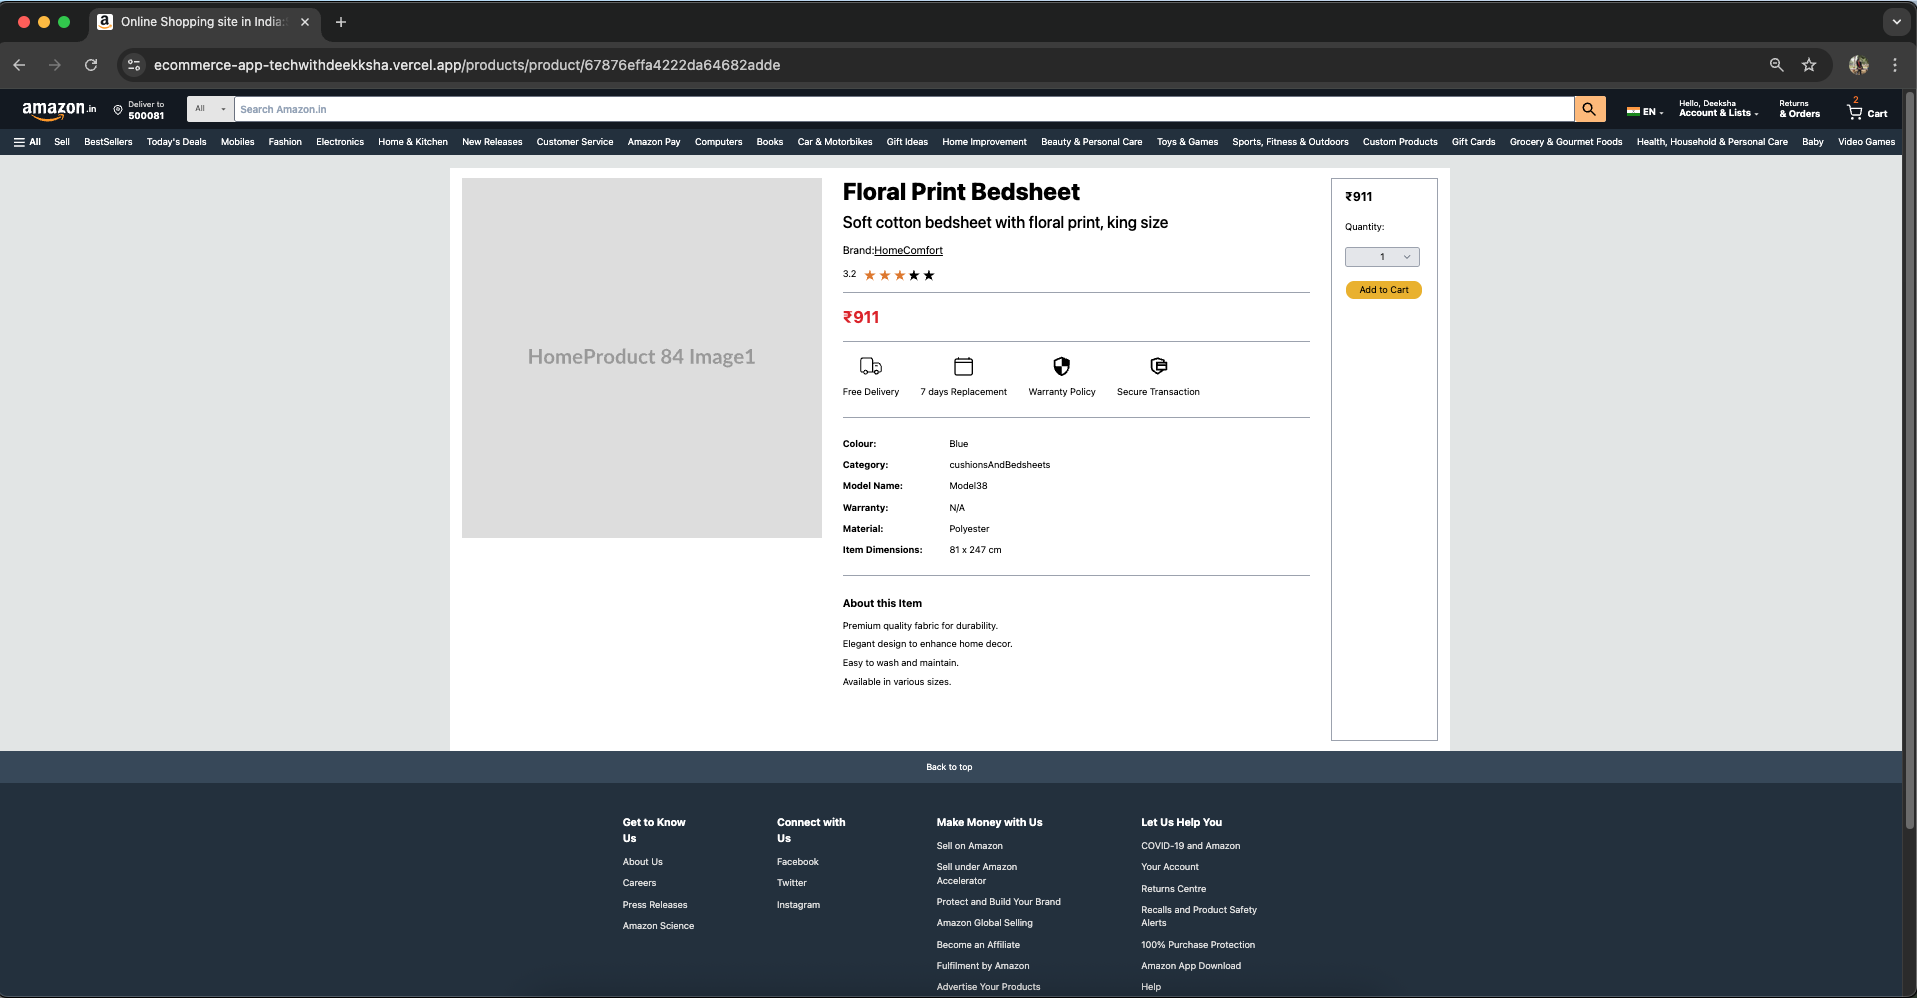 Online Shopping site in India:
ecommerce-app-techwithdeekksha.vercel.app/products/product/67876effa4222da64682adde
amazon.in
Deliver to
500081
All
Search Amazon.in
EN
Hello, Deeksha
Account & Lists
Returns
& Orders
2
Cart
All Sell BestSellers Today's Deals Mobiles Fashion Electronics Home & Kitchen New Releases Customer Service Amazon Pay Computers Books Car & Motorbikes Gift Ideas Home Improvement Beauty & Personal Care Toys & Games Sports, Fitness & Outdoors Custom Products Gift Cards Grocery & Gourmet Foods Health, Household & Personal Care Baby Video Games
HomeProduct 84 Image1
Floral Print Bedsheet
Soft cotton bedsheet with floral print, king size
Brand:HomeComfort
3.2
₹911
Free Delivery
7 days Replacement
Warranty Policy
Secure Transaction
Colour: Blue
Category: cushionsAndBedsheets
Model Name: Model38
Warranty: N/A
Material: Polyester
Item Dimensions: 81 x 247 cm
About this Item
Premium quality fabric for durability.
Elegant design to enhance home decor.
Easy to wash and maintain.
Available in various sizes.
₹911
Quantity:
1
Add to Cart
Back to top
Get to Know
Us
About Us
Careers
Press Releases
Amazon Science
Connect with
Us
Facebook
Twitter
Instagram
Make Money with Us
Sell on Amazon
Sell under Amazon
Accelerator
Protect and Build Your Brand
Amazon Global Selling
Become an Affiliate
Fulfilment by Amazon
Advertise Your Products
Let Us Help You
COVID-19 and Amazon
Your Account
Returns Centre
Recalls and Product Safety
Alerts
100% Purchase Protection
Amazon App Download
Help